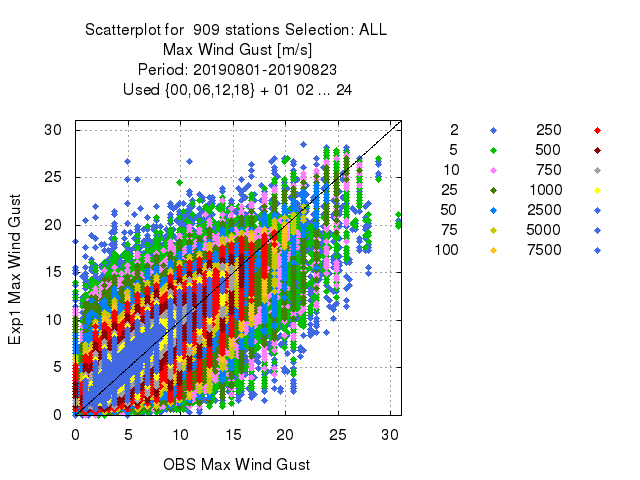 Scatterplot for 909 stations Selection: ALL
Max Wind Gust [m/s]
Period: 20190801-20190823
Used {00,06,12,18} + 01 02 ... 24
Exp1 Max Wind Gust
30
25
20
15
10
5
0
0 5 10 15 20 25 30
OBS Max Wind Gust
2 250
5 500
10 750
25 1000
50 2500
75 5000
100 7500